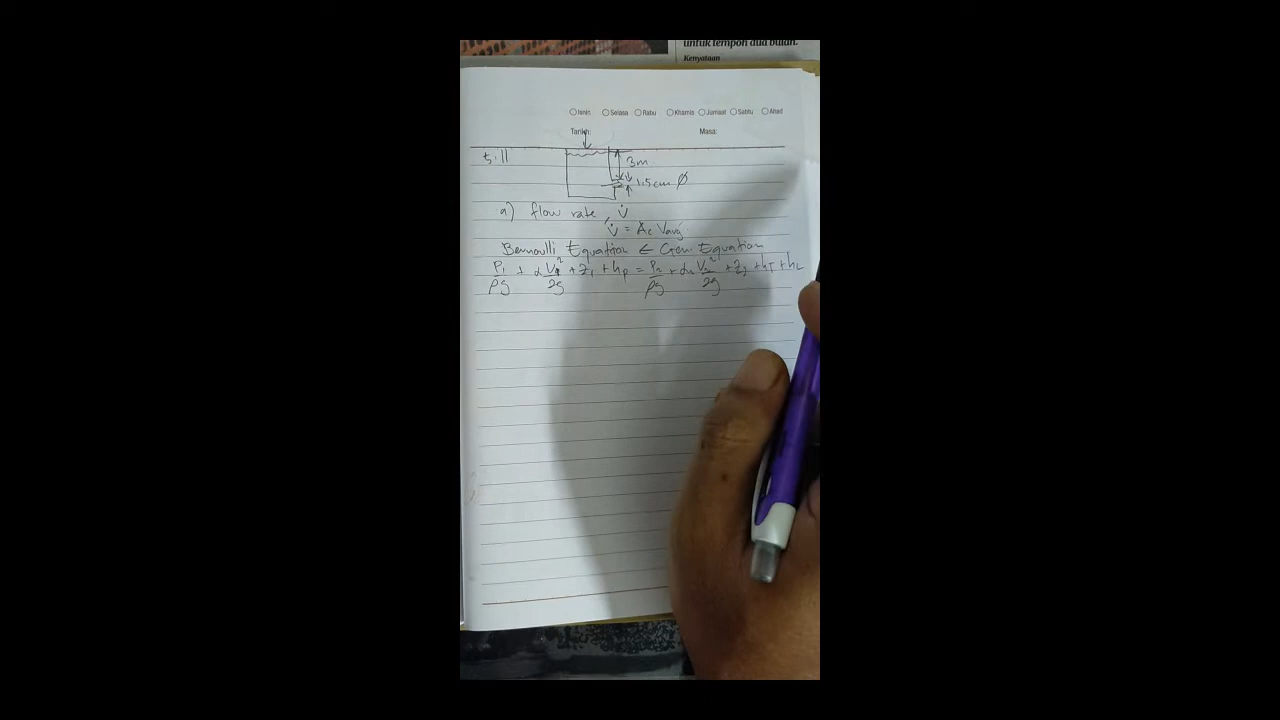 untuk tempoh dua bulan.
Kenyataan
Isnin Selasa Rabu Khamis Jumaat Sabtu Ahad
Tarikh: Masa:
5.11
3m
1.5cm Ø
a) flow rate, V̇
V̇ = Ac Vavg
Bernoulli Equation ← Gen. Equation
P₁/ρg + α V₁²/2g + z₁ + hp = P₂/ρg + α₂ V₂²/2g + z₂ + hT + hL